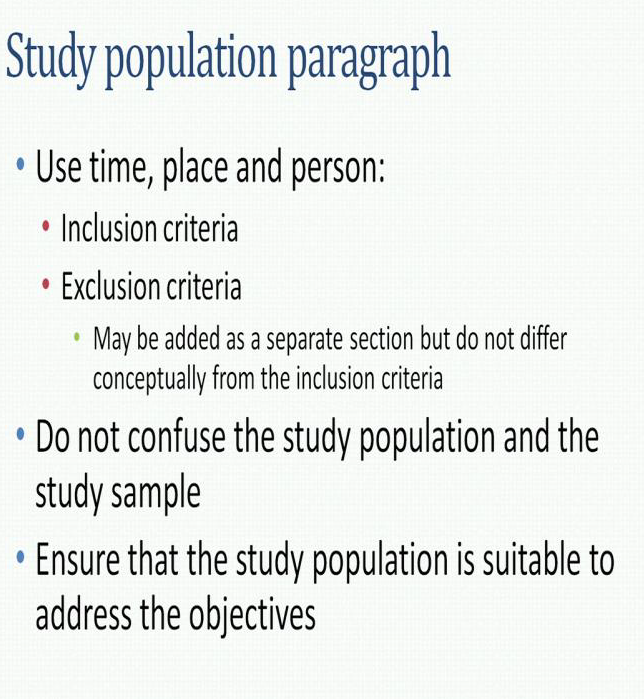 Study population paragraph
• Use time, place and person:
• Inclusion criteria
• Exclusion criteria
• May be added as a separate section but do not differ
conceptually from the inclusion criteria
• Do not confuse the study population and the
study sample
• Ensure that the study population is suitable to
address the objectives